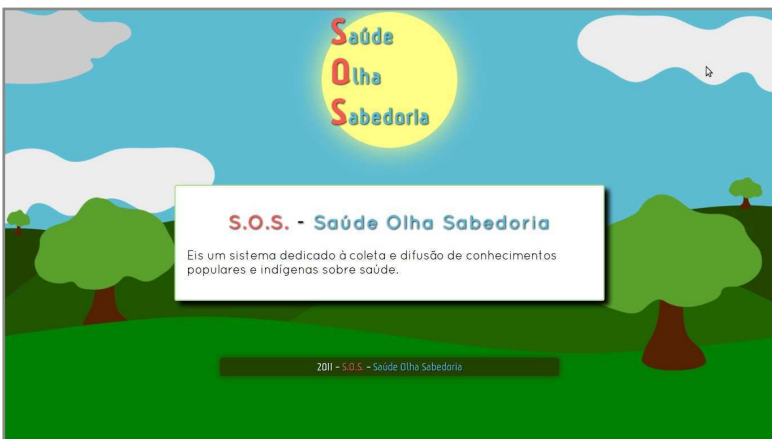 Saúde
Olha
Sabedoria
S.O.S. - Saúde Olha Sabedoria
Eis um sistema dedicado à coleta e difusão de conhecimentos
populares e indígenas sobre saúde.
2011 - S.O.S. - Saúde Olha Sabedoria